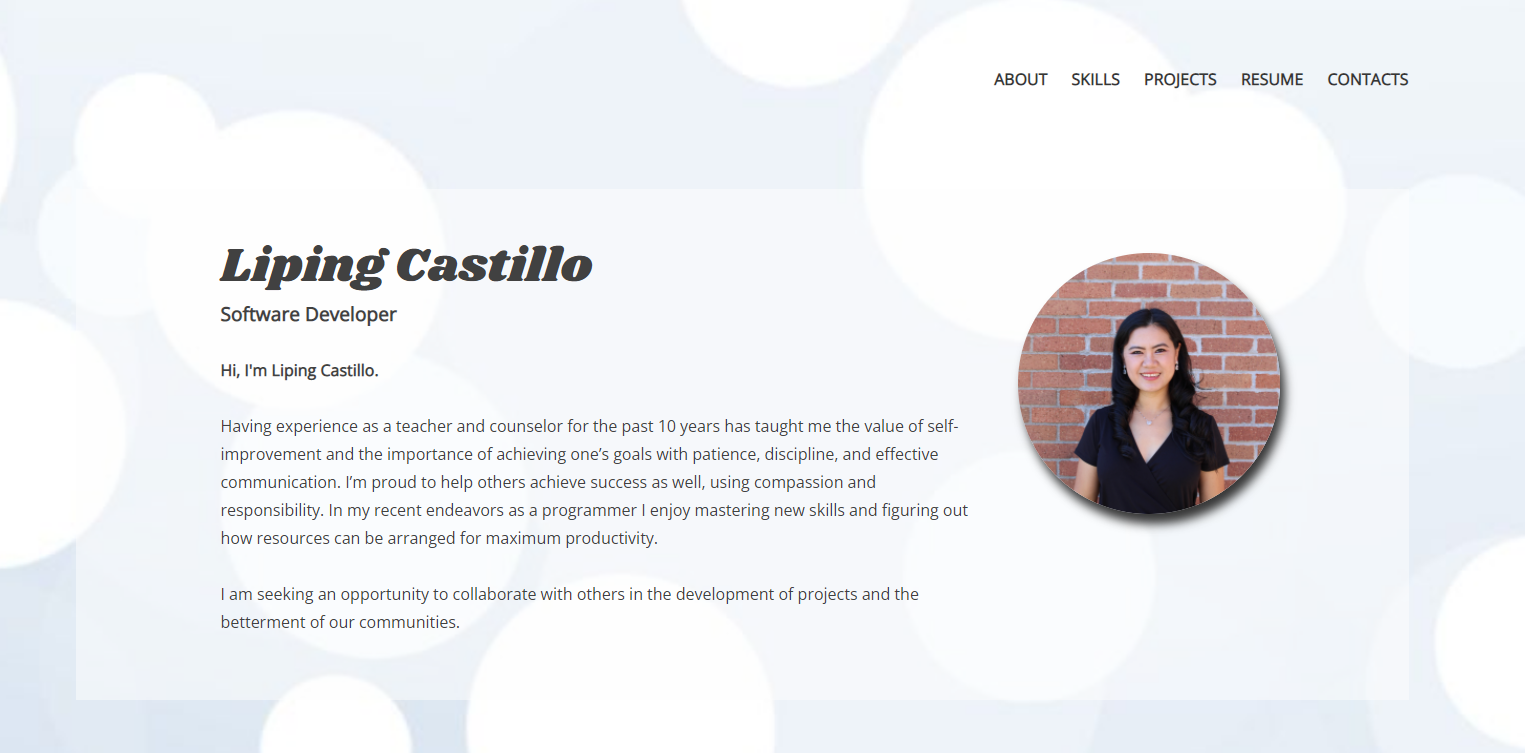 ABOUT SKILLS PROJECTS RESUME CONTACTS
Liping Castillo
Software Developer
Hi, I'm Liping Castillo.
Having experience as a teacher and counselor for the past 10 years has taught me the value of self-
improvement and the importance of achieving one’s goals with patience, discipline, and effective
communication. I’m proud to help others achieve success as well, using compassion and
responsibility. In my recent endeavors as a programmer I enjoy mastering new skills and figuring out
how resources can be arranged for maximum productivity.
I am seeking an opportunity to collaborate with others in the development of projects and the
betterment of our communities.